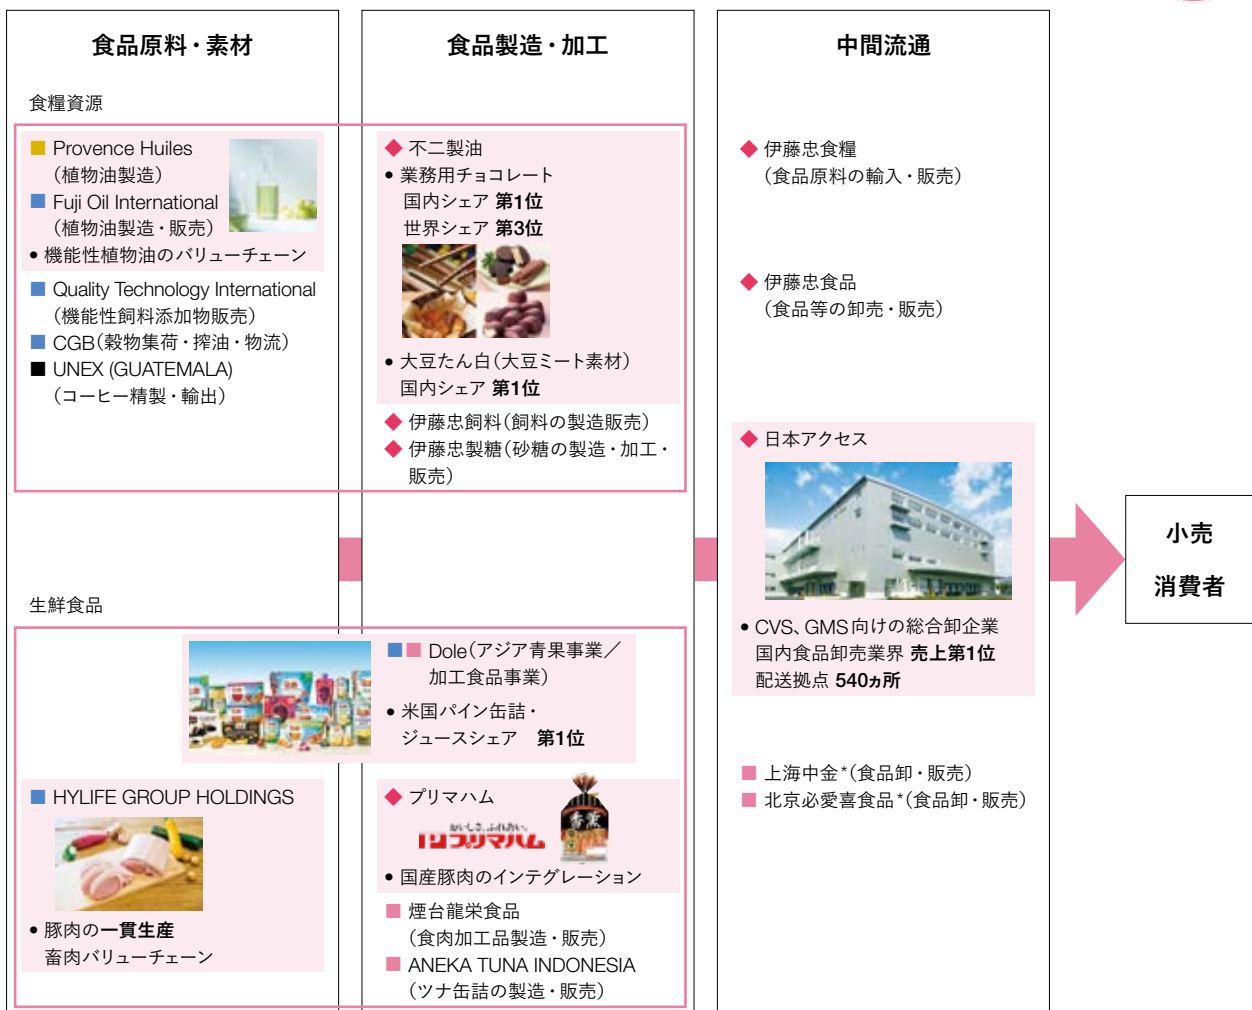 食品原料・素材
食糧資源
■ Provence Huiles
(植物油製造)
■ Fuji Oil International
(植物油製造・販売)
• 機能性植物油のバリューチェーン
■ Quality Technology International
(機能性飼料添加物販売)
■ CGB(穀物集荷・搾油・物流)
■ UNEX (GUATEMALA)
(コーヒー精製・輸出)
食品製造・加工
◆ 不二製油
• 業務用チョコレート
国内シェア 第1位
世界シェア 第3位
• 大豆たん白(大豆ミート素材)
国内シェア 第1位
◆ 伊藤忠飼料(飼料の製造販売)
◆ 伊藤忠製糖(砂糖の製造・加工・
販売)
生鮮食品
■■ Dole(アジア青果事業／
加工食品事業)
• 米国パイン缶詰・
ジュースシェア 第1位
■ HYLIFE GROUP HOLDINGS
• 豚肉の一貫生産
畜肉バリューチェーン
◆ プリマハム
おいしさ、ふれあい。
プリマハム
香薫
• 国産豚肉のインテグレーション
■ 煙台龍栄食品
(食肉加工品製造・販売)
■ ANEKA TUNA INDONESIA
(ツナ缶詰の製造・販売)
中間流通
◆ 伊藤忠食糧
(食品原料の輸入・販売)
◆ 伊藤忠食品
(食品等の卸売・販売)
◆ 日本アクセス
• CVS、GMS向けの総合卸企業
国内食品卸売業界 売上第1位
配送拠点 540ヵ所
■ 上海中金*(食品卸・販売)
■ 北京必愛喜食品*(食品卸・販売)
小売
消費者